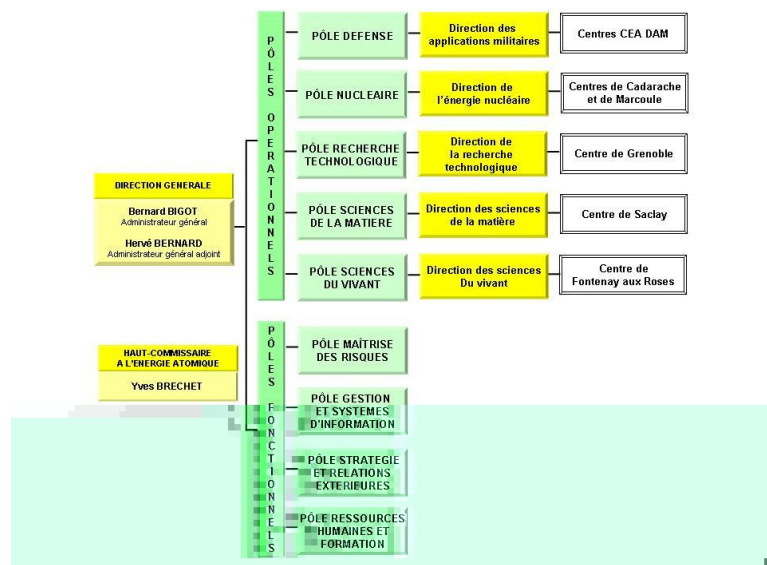 DIRECTION GENERALE
Bernard BIGOT
Administrateur général
Hervé BERNARD
Administrateur général adjoint
HAUT-COMMISSAIRE
A L'ENERGIE ATOMIQUE
Yves BRECHET
PÔLES OPERATIONNELS
PÔLE DEFENSE
Direction des
applications militaires
Centres CEA DAM
PÔLE NUCLEAIRE
Direction de
l'énergie nucléaire
Centres de Cadarache
et de Marcoule
PÔLE RECHERCHE
TECHNOLOGIQUE
Direction de
la recherche
technologique
Centre de Grenoble
PÔLE SCIENCES
DE LA MATIERE
Direction des sciences
de la matière
Centre de Saclay
PÔLE SCIENCES
DU VIVANT
Direction des sciences
Du vivant
Centre de
Fontenay aux Roses
PÔLES FONCTIONNELS
PÔLE MAÎTRISE
DES RISQUES
PÔLE GESTION
ET SYSTEMES
D'INFORMATION
PÔLE STRATEGIE
ET RELATIONS
EXTERIEURES
PÔLE RESSOURCES
HUMAINES ET
FORMATION